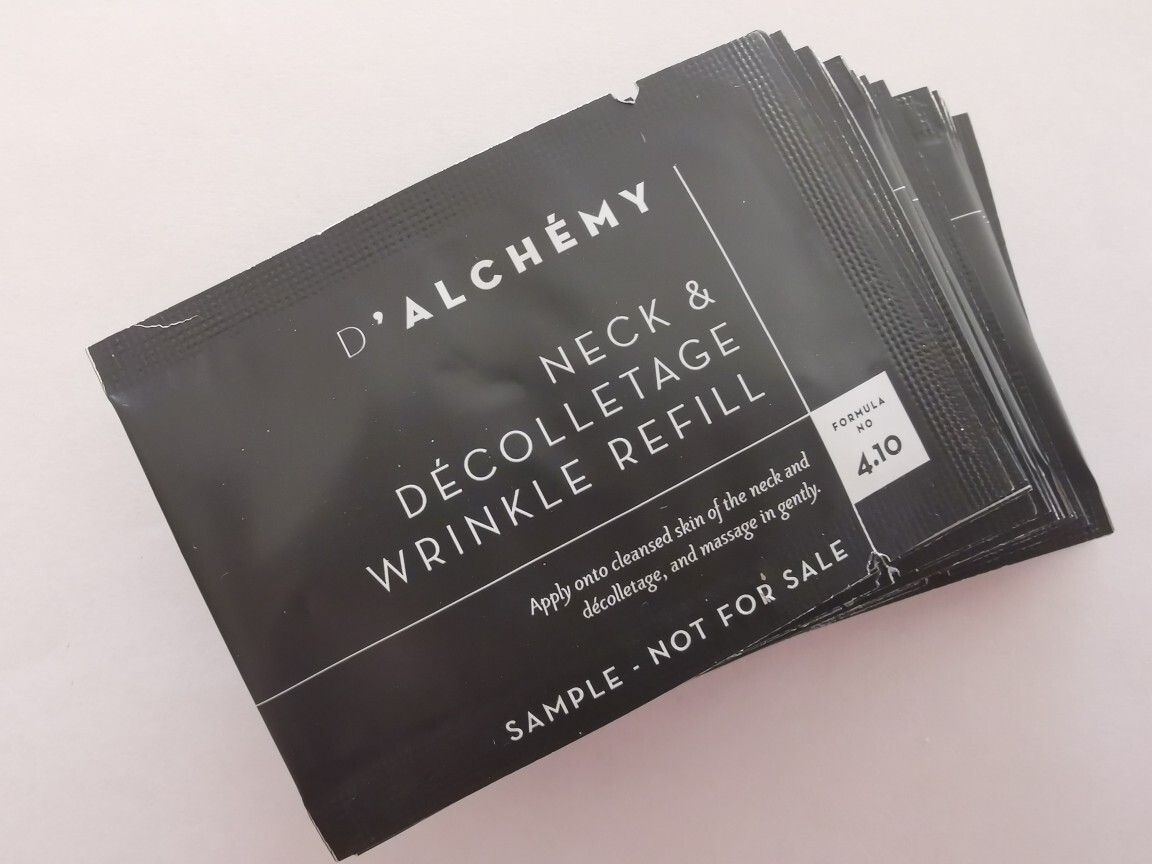 D'ALCHÉMY
NECK &
DÉCOLLETAGE
WRINKLE REFILL
FORMULA
NO
4.10
Apply onto cleansed skin of the neck and
décolletage, and massage in gently.
SAMPLE - NOT FOR SALE